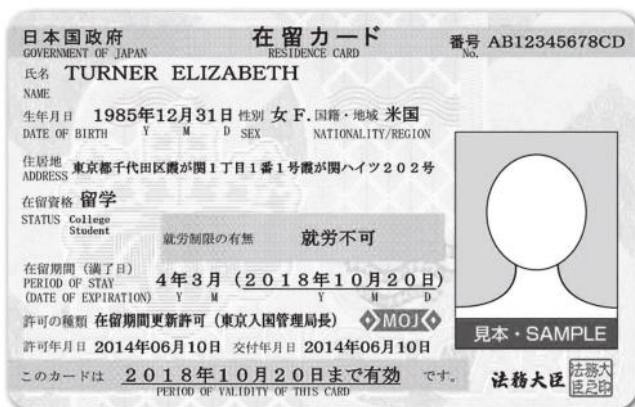 日本国政府 在留カード 番号 AB12345678CD
GOVERNMENT OF JAPAN RESIDENCE CARD No.
氏名 TURNER ELIZABETH
NAME
生年月日 1985年12月31日 性別 女 F. 国籍・地域 米国
DATE OF BIRTH Y M D SEX NATIONALITY/REGION
住居地 東京都千代田区霞が関1丁目1番1号霞が関ハイツ202号
ADDRESS
在留資格 留学
STATUS College
Student
就労制限の有無 就労不可
在留期間(満了日)
PERIOD OF STAY 4年3月(2018年10月20日)
(DATE OF EXPIRATION) Y M Y M D
許可の種類 在留期間更新許可(東京入国管理局長) MOJ
見本・SAMPLE
許可年月日 2014年06月10日 交付年月日 2014年06月10日
このカードは 2018年10月20日まで有効 です。
PERIOD OF VALIDITY OF THIS CARD
法務大臣 法務大臣之印